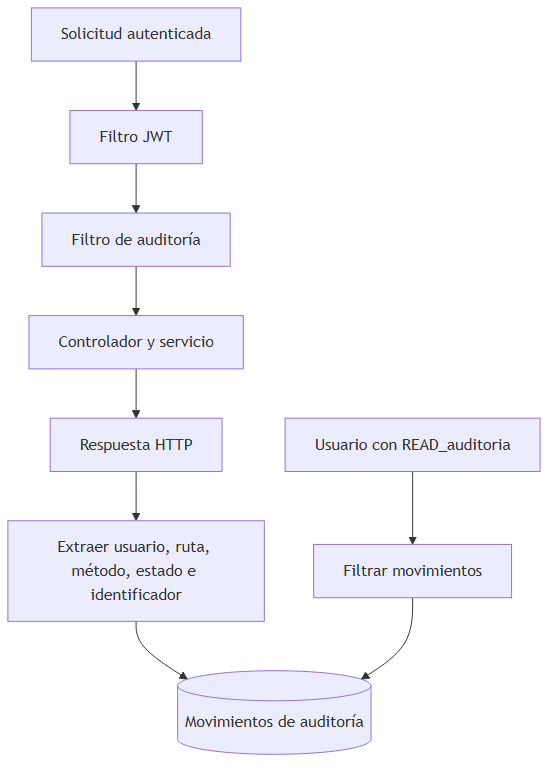 Solicitud autenticada
Filtro JWT
Filtro de auditoría
Controlador y servicio
Respuesta HTTP
Usuario con READ_auditoria
Extraer usuario, ruta,
método, estado e
identificador
Filtrar movimientos
Movimientos de auditoría